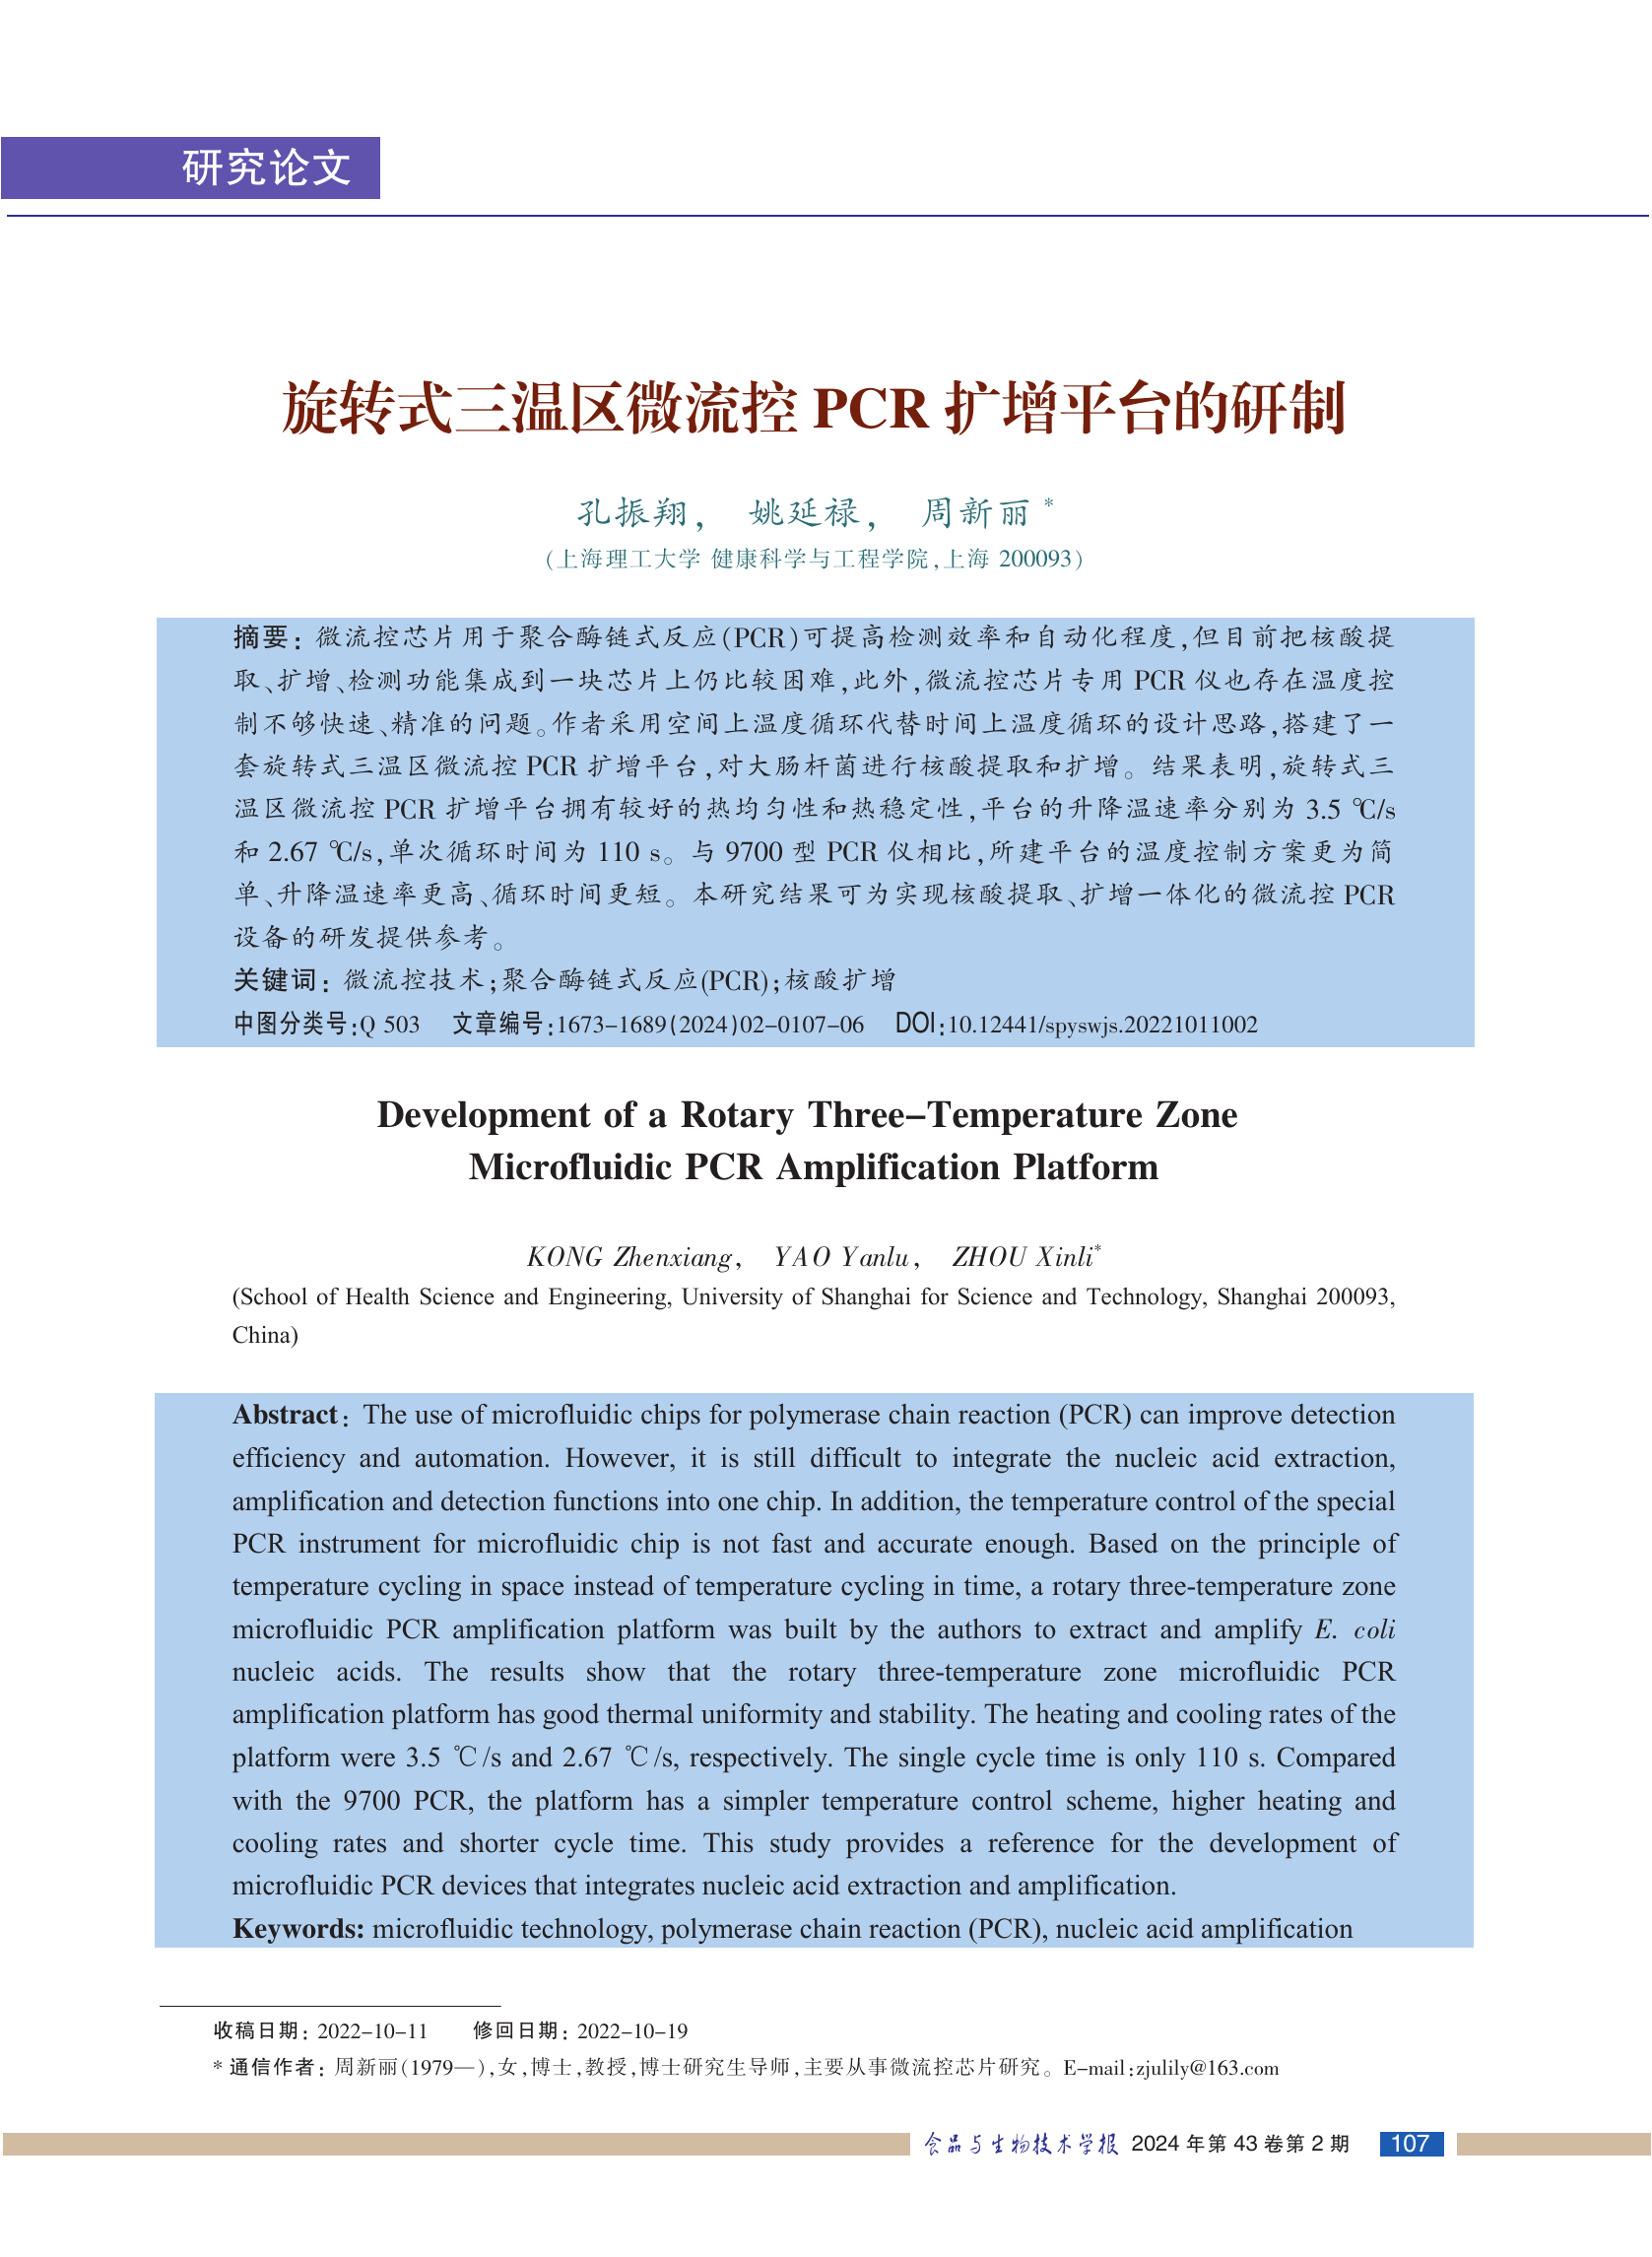 研究论文
旋转式三温区微流控 PCR 扩增平台的研制
孔振翔， 姚延禄， 周新丽*
(上海理工大学 健康科学与工程学院,上海 200093)
摘要：微流控芯片用于聚合酶链式反应(PCR)可提高检测效率和自动化程度,但目前把核酸提
取、扩增、检测功能集成到一块芯片上仍比较困难,此外,微流控芯片专用 PCR 仪也存在温度控
制不够快速、精准的问题。作者采用空间上温度循环代替时间上温度循环的设计思路,搭建了一
套旋转式三温区微流控 PCR 扩增平台,对大肠杆菌进行核酸提取和扩增。结果表明,旋转式三
温区微流控 PCR 扩增平台拥有较好的热均匀性和热稳定性,平台的升降温速率分别为 3.5 ℃/s
和 2.67 ℃/s,单次循环时间为 110 s。与 9700 型 PCR 仪相比,所建平台的温度控制方案更为简
单、升降温速率更高、循环时间更短。本研究结果可为实现核酸提取、扩增一体化的微流控 PCR
设备的研发提供参考。
关键词：微流控技术;聚合酶链式反应(PCR);核酸扩增
中图分类号:Q 503 文章编号:1673-1689(2024)02-0107-06 DOI:10.12441/spyswjs.20221011002
Development of a Rotary Three-Temperature Zone
Microfluidic PCR Amplification Platform
KONG Zhenxiang, YAO Yanlu, ZHOU Xinli*
(School of Health Science and Engineering, University of Shanghai for Science and Technology, Shanghai 200093,
China)
Abstract: The use of microfluidic chips for polymerase chain reaction (PCR) can improve detection
efficiency and automation. However, it is still difficult to integrate the nucleic acid extraction,
amplification and detection functions into one chip. In addition, the temperature control of the special
PCR instrument for microfluidic chip is not fast and accurate enough. Based on the principle of
temperature cycling in space instead of temperature cycling in time, a rotary three-temperature zone
microfluidic PCR amplification platform was built by the authors to extract and amplify E. coli
nucleic acids. The results show that the rotary three-temperature zone microfluidic PCR
amplification platform has good thermal uniformity and stability. The heating and cooling rates of the
platform were 3.5 ℃/s and 2.67 ℃/s, respectively. The single cycle time is only 110 s. Compared
with the 9700 PCR, the platform has a simpler temperature control scheme, higher heating and
cooling rates and shorter cycle time. This study provides a reference for the development of
microfluidic PCR devices that integrates nucleic acid extraction and amplification.
Keywords: microfluidic technology, polymerase chain reaction (PCR), nucleic acid amplification
收稿日期：2022-10-11 修回日期：2022-10-19
* 通信作者：周新丽(1979—),女,博士,教授,博士研究生导师,主要从事微流控芯片研究。E-mail:zjulily@163.com
食品与生物技术学报 2024 年第 43 卷第 2 期 107